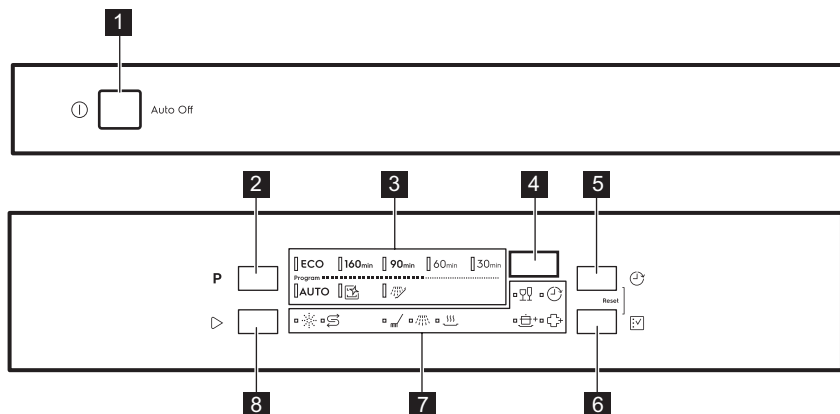 1
Auto Off
2 3 4 5
P
ECO 160min 90min 60min 30min
Program
AUTO
Reset
8 7 6